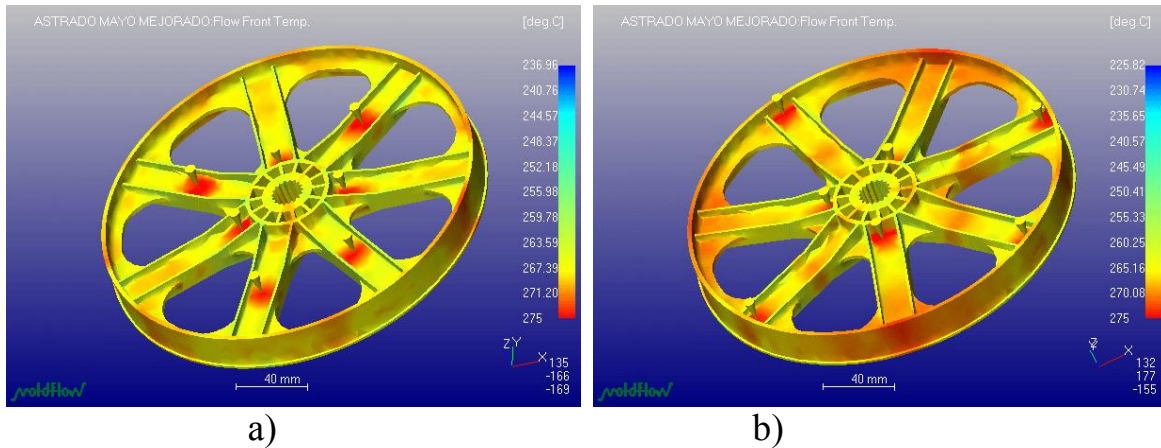 ASTRADO MAYO MEJORADO:Flow Front Temp.
[deg.C]
236.96
240.76
244.57
248.37
252.18
255.98
259.78
263.59
267.39
271.20
275
Z Y X
135
-166
-169
40 mm
moldflow
a)
ASTRADO MAYO MEJORADO:Flow Front Temp.
[deg.C]
225.82
230.74
235.65
240.57
245.49
250.41
255.33
260.25
265.16
270.08
275
X
132
177
-155
40 mm
moldflow
b)